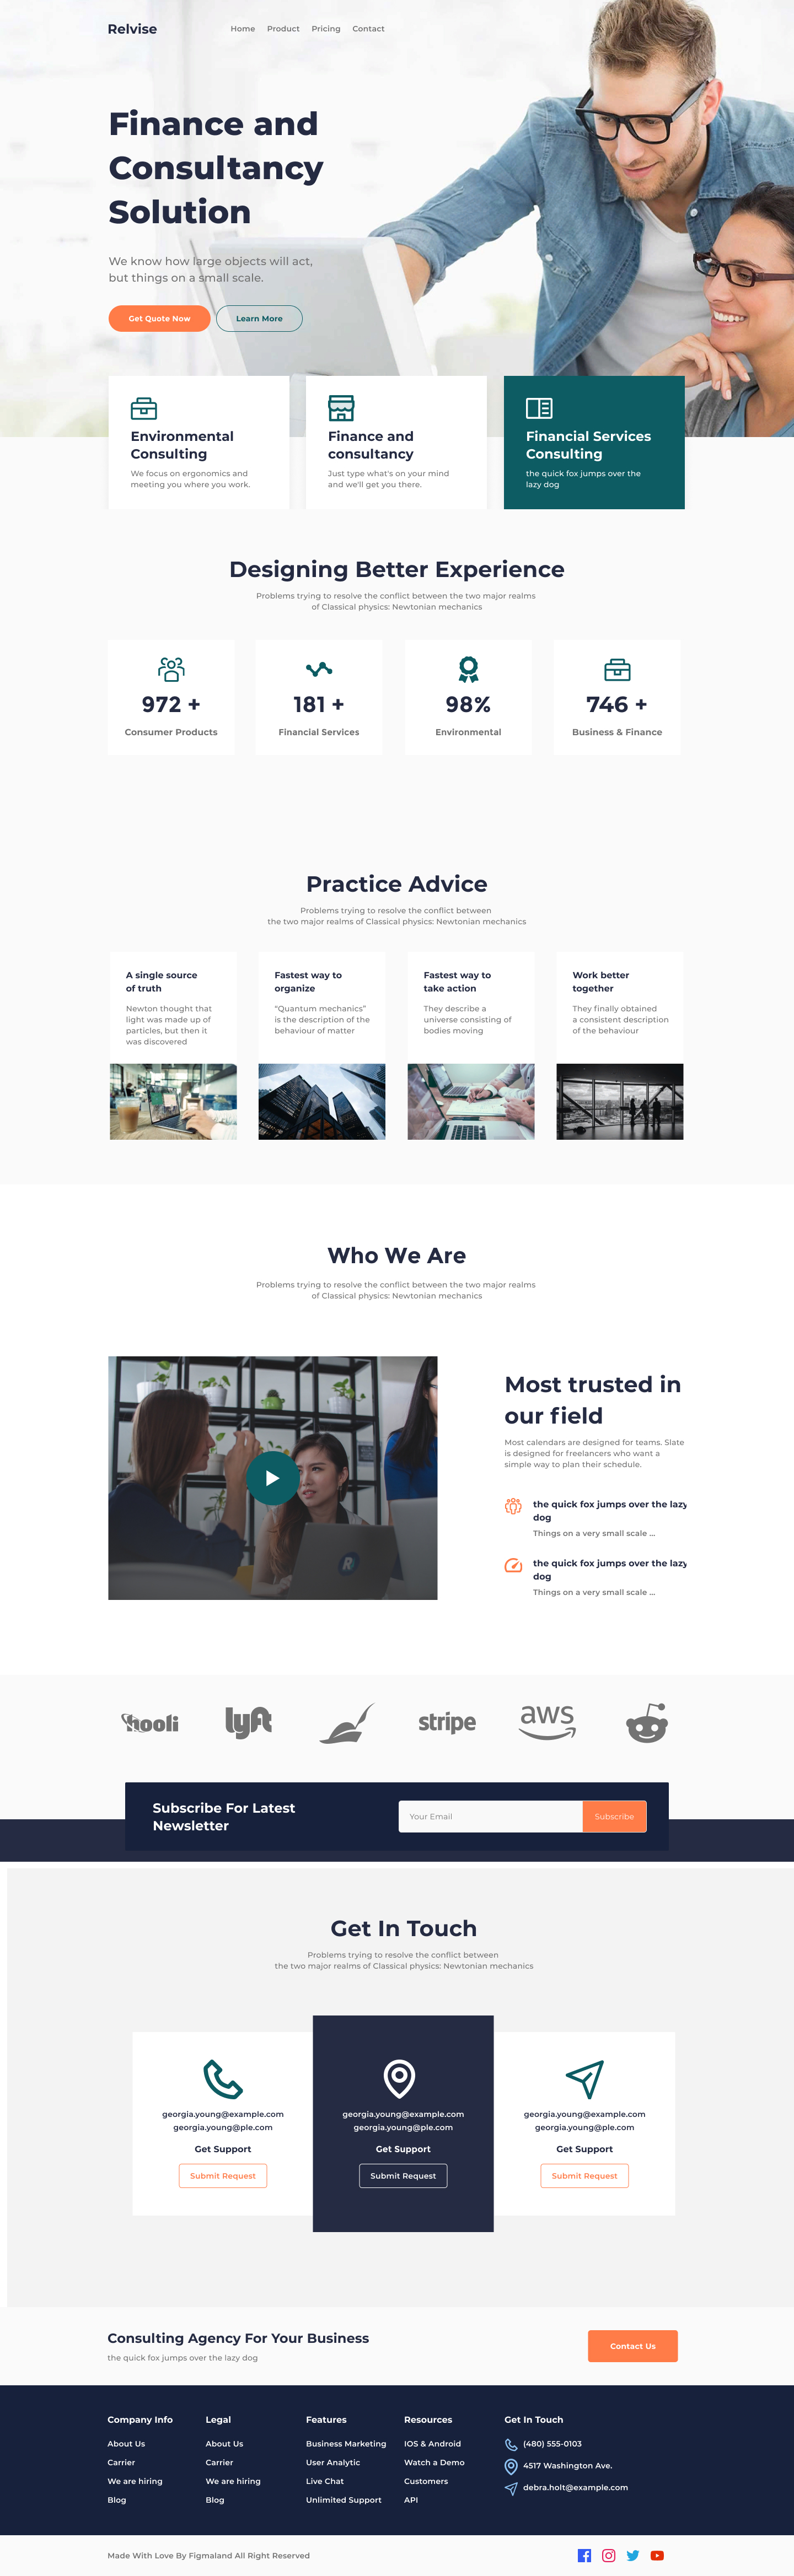 Relvise
Home Product Pricing Contact
Finance and
Consultancy
Solution
We know how large objects will act,
but things on a small scale.
Get Quote Now
Learn More
Environmental
Consulting
We focus on ergonomics and
meeting you where you work.
Finance and
consultancy
Just type what's on your mind
and we'll get you there.
Financial Services
Consulting
the quick fox jumps over the
lazy dog
Designing Better Experience
Problems trying to resolve the conflict between the two major realms
of Classical physics: Newtonian mechanics
972 +
Consumer Products
181 +
Financial Services
98%
Environmental
746 +
Business & Finance
Practice Advice
Problems trying to resolve the conflict between
the two major realms of Classical physics: Newtonian mechanics
A single source
of truth
Newton thought that
light was made up of
particles, but then it
was discovered
Fastest way to
organize
“Quantum mechanics”
is the description of the
behaviour of matter
Fastest way to
take action
They describe a
universe consisting of
bodies moving
Work better
together
They finally obtained
a consistent description
of the behaviour
Who We Are
Problems trying to resolve the conflict between the two major realms
of Classical physics: Newtonian mechanics
R
Most trusted in
our field
Most calendars are designed for teams. Slate
is designed for freelancers who want a
simple way to plan their schedule.
the quick fox jumps over the lazy
dog
Things on a very small scale ...
the quick fox jumps over the lazy
dog
Things on a very small scale ...
hooli
lyft
stripe
aws
Subscribe For Latest
Newsletter
Your Email
Subscribe
Get In Touch
Problems trying to resolve the conflict between
the two major realms of Classical physics: Newtonian mechanics
georgia.young@example.com
georgia.young@ple.com
Get Support
Submit Request
georgia.young@example.com
georgia.young@ple.com
Get Support
Submit Request
georgia.young@example.com
georgia.young@ple.com
Get Support
Submit Request
Consulting Agency For Your Business
the quick fox jumps over the lazy dog
Contact Us
Company Info
About Us
Carrier
We are hiring
Blog
Legal
About Us
Carrier
We are hiring
Blog
Features
Business Marketing
User Analytic
Live Chat
Unlimited Support
Resources
IOS & Android
Watch a Demo
Customers
API
Get In Touch
(480) 555-0103
4517 Washington Ave.
debra.holt@example.com
Made With Love By Figmaland All Right Reserved